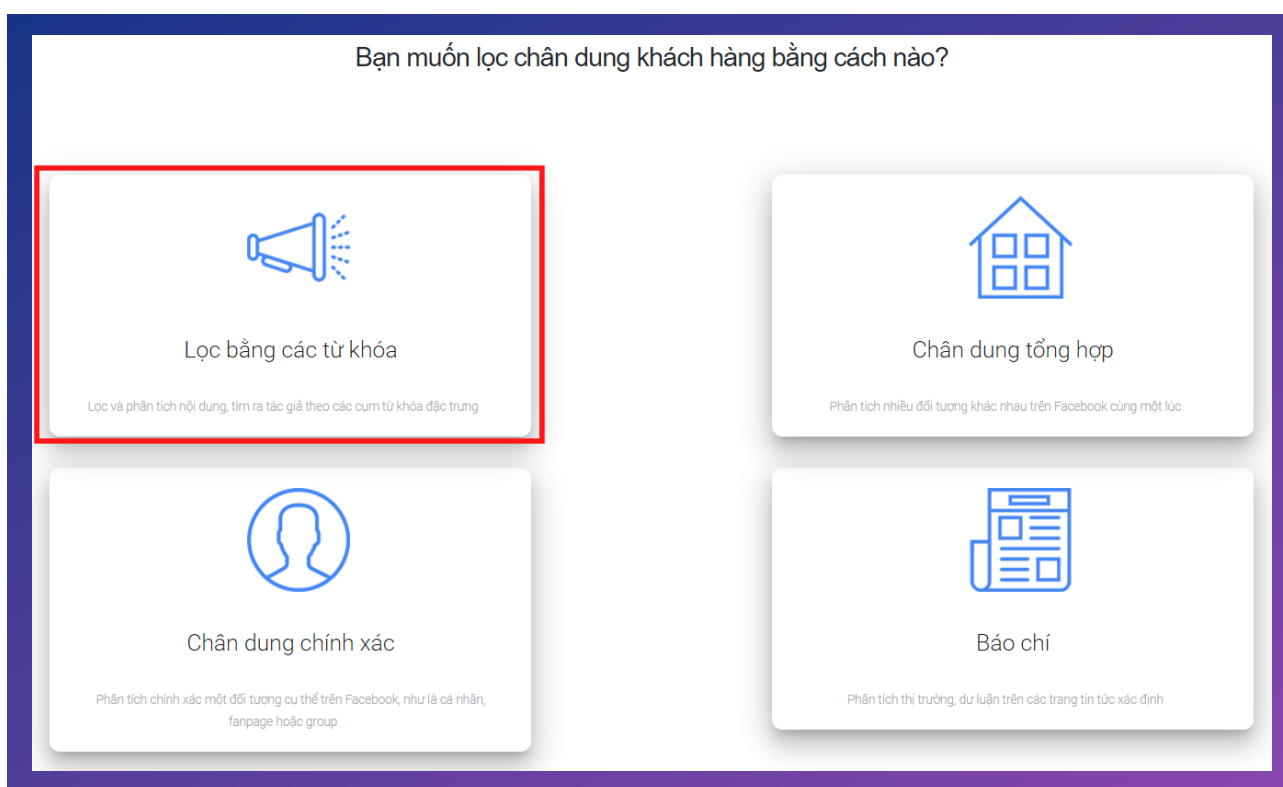 Bạn muốn lọc chân dung khách hàng bằng cách nào?
Lọc bằng các từ khóa
Lọc và phân tích nội dung, tìm ra tác giả theo các cụm từ khóa đặc trưng
Chân dung tổng hợp
Phân tích nhiều đối tượng khác nhau trên Facebook cùng một lúc
Chân dung chính xác
Phân tích chính xác một đối tượng cụ thể trên Facebook, như là cá nhân,
fanpage hoặc group
Báo chí
Phân tích thị trường, dư luận trên các trang tin tức xác định